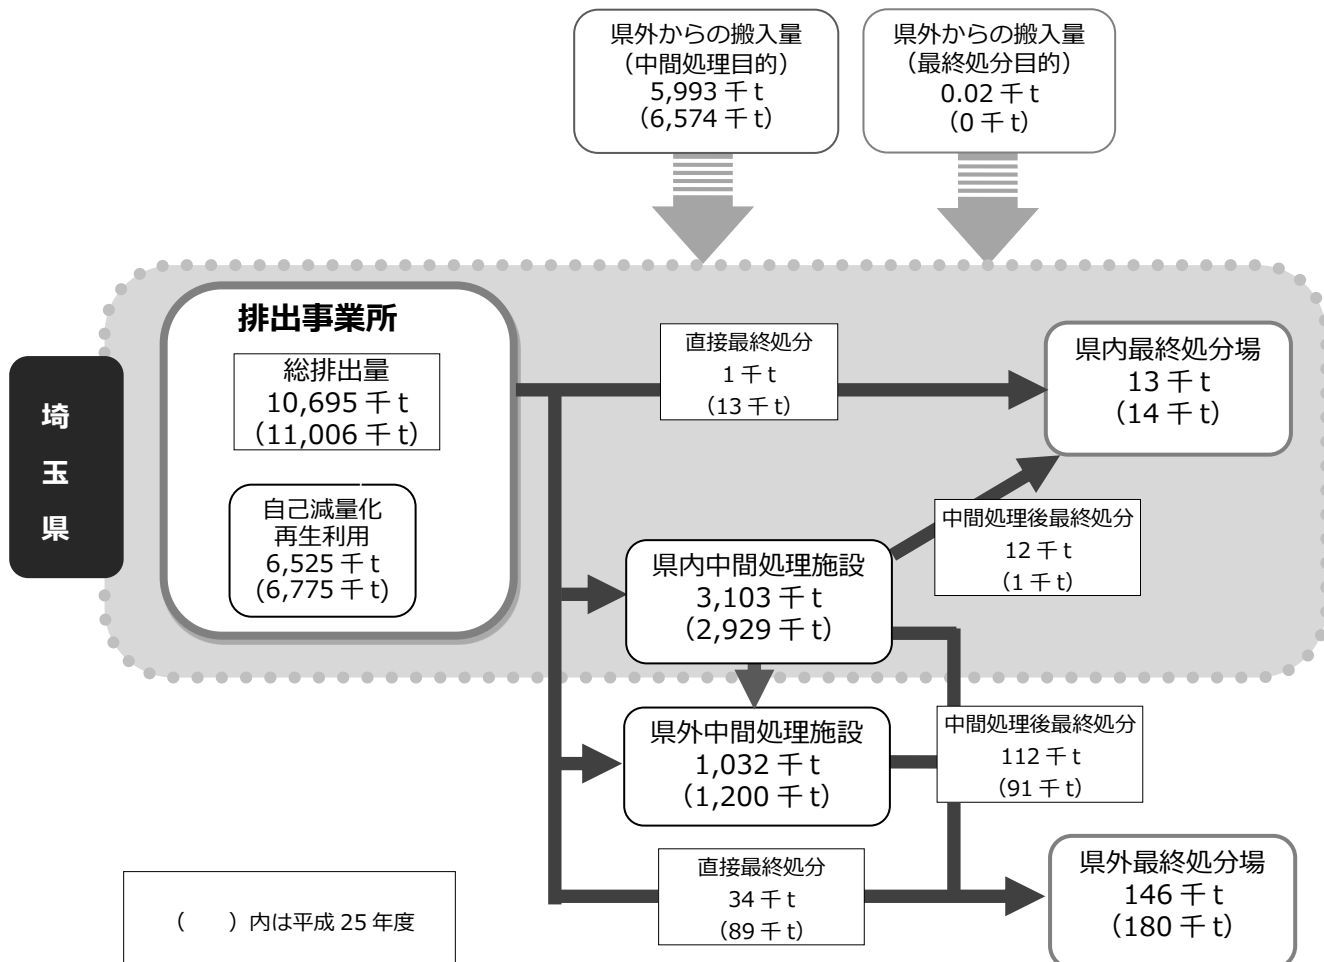 県外からの搬入量
（中間処理目的）
5,993 千 t
（6,574 千 t）
県外からの搬入量
（最終処分目的）
0.02 千 t
（0 千 t）
埼
玉
県
排出事業所
総排出量
10,695 千 t
（11,006 千 t）
自己減量化
再生利用
6,525 千 t
（6,775 千 t）
直接最終処分
1 千 t
（13 千 t）
県内最終処分場
13 千 t
（14 千 t）
中間処理後最終処分
12 千 t
（1 千 t）
県内中間処理施設
3,103 千 t
（2,929 千 t）
県外中間処理施設
1,032 千 t
（1,200 千 t）
中間処理後最終処分
112 千 t
（91 千 t）
直接最終処分
34 千 t
（89 千 t）
県外最終処分場
146 千 t
（180 千 t）
（　　）内は平成 25 年度